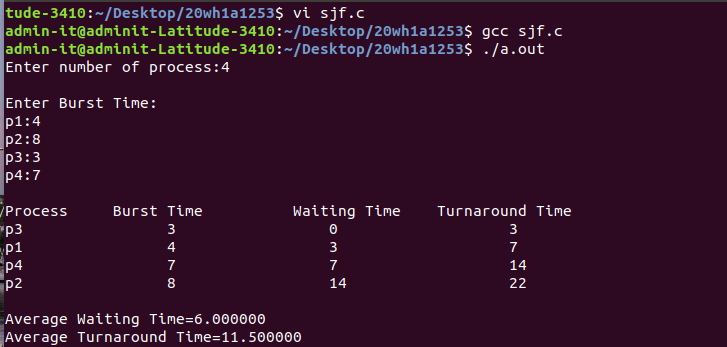 tude-3410:~/Desktop/20wh1a1253$ vi sjf.c
admin-it@adminit-Latitude-3410:~/Desktop/20wh1a1253$ gcc sjf.c
admin-it@adminit-Latitude-3410:~/Desktop/20wh1a1253$ ./a.out
Enter number of process:4
Enter Burst Time:
p1:4
p2:8
p3:3
p4:7
Process Burst Time Waiting Time Turnaround Time
p3 3 0 3
p1 4 3 7
p4 7 7 14
p2 8 14 22
Average Waiting Time=6.000000
Average Turnaround Time=11.500000